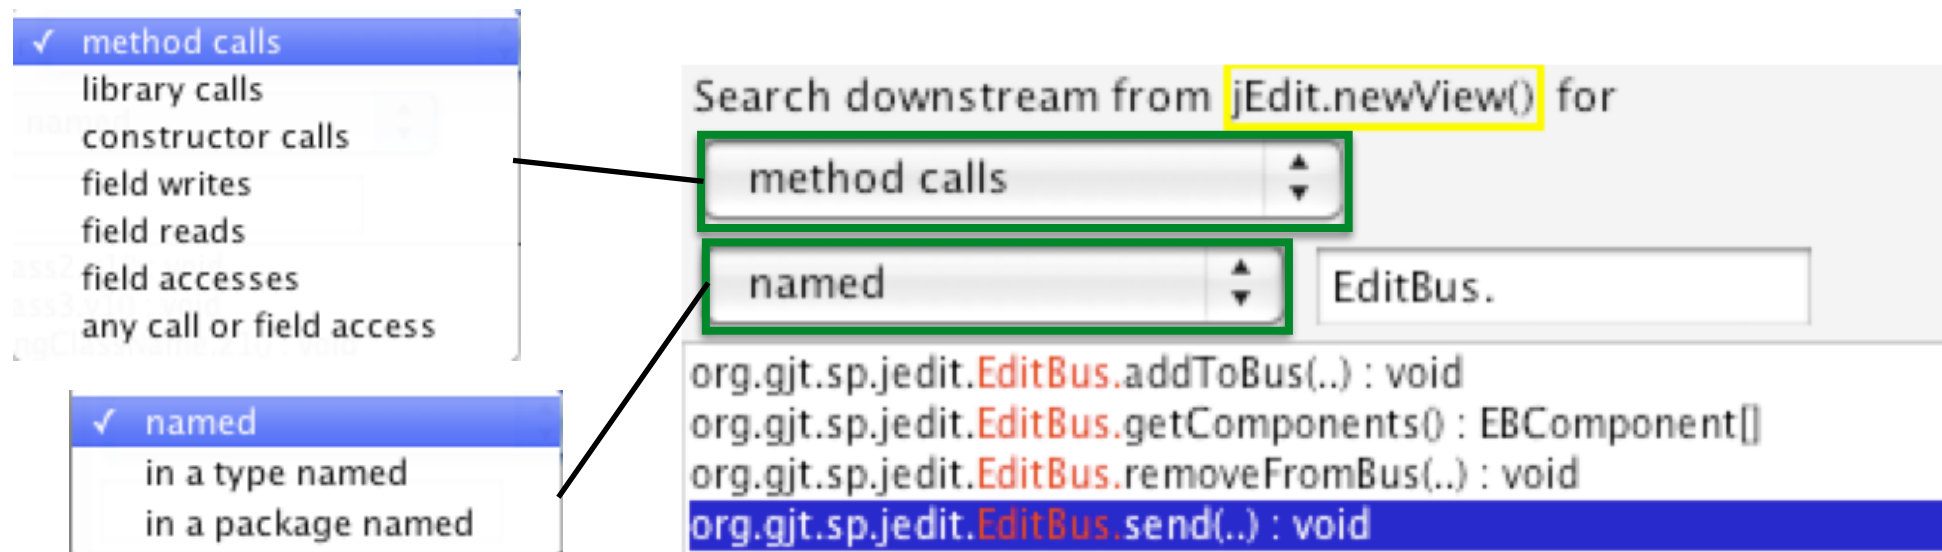 ✓ method calls
library calls
constructor calls
field writes
field reads
field accesses
any call or field access
✓ named
in a type named
in a package named
Search downstream from jEdit.newView() for
method calls
named
EditBus.
org.gjt.sp.jedit.EditBus.addToBus(..) : void
org.gjt.sp.jedit.EditBus.getComponents() : EBComponent[]
org.gjt.sp.jedit.EditBus.removeFromBus(..) : void
org.gjt.sp.jedit.EditBus.send(..) : void